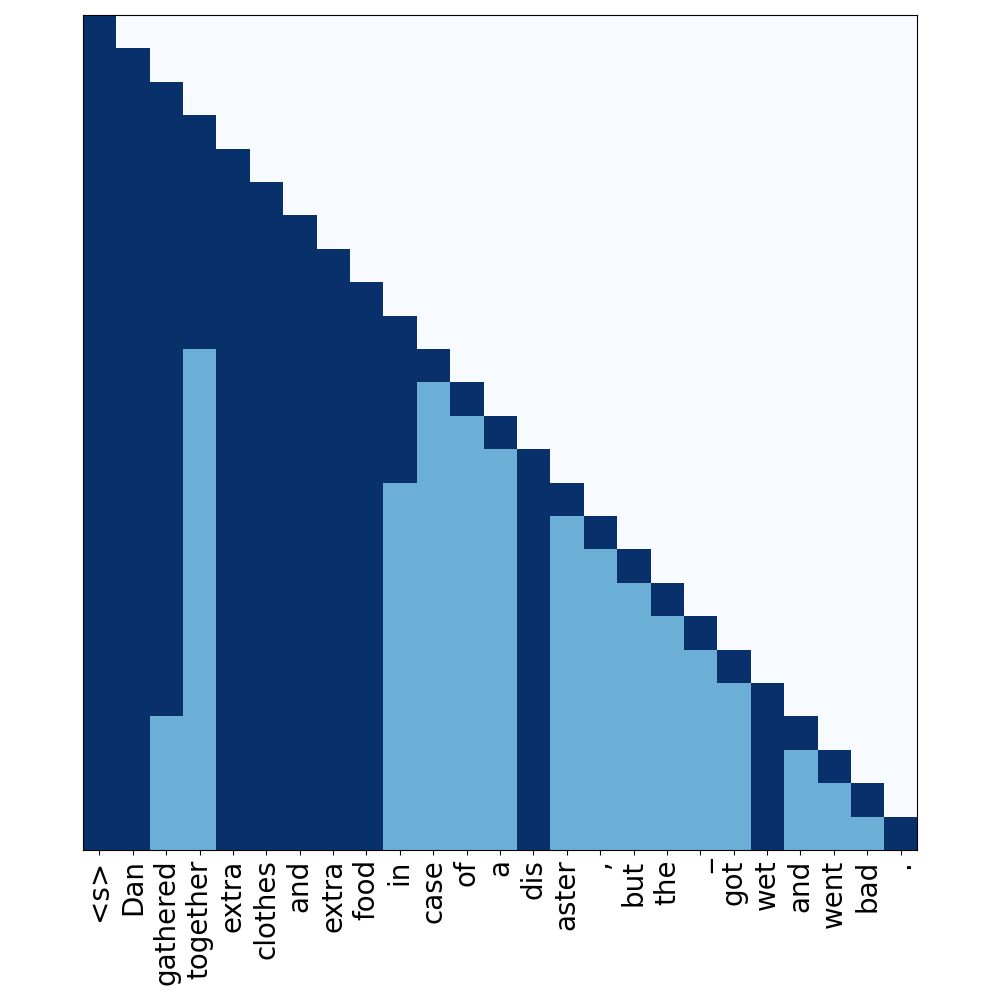 <s> Dan gathered together extra clothes and extra food in case of a dis aster , but the _ got wet and went bad .